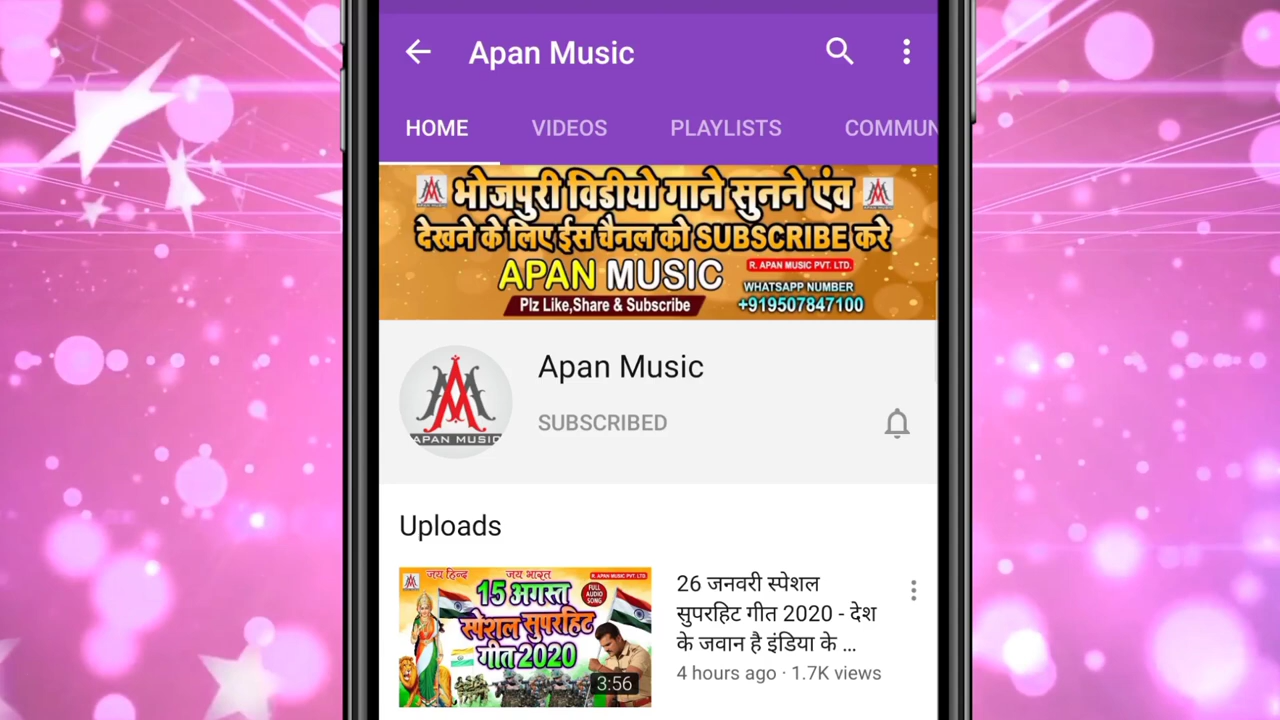 Apan Music
HOME VIDEOS PLAYLISTS COMMUN
भोजपुरी विडीयो गाने सुनने एंव
देखने के लिए ईस चैनल को SUBSCRIBE करे
APAN MUSIC
R. APAN MUSIC PVT. LTD.
WHATSAPP NUMBER
Plz Like,Share & Subscribe
+919507847100
Apan Music
SUBSCRIBED
APAN MUSIC
Uploads
जय हिन्द जय भारत
R. APAN MUSIC PVT. LTD
15 अगस्त
FULL
AUDIO
SONG
स्पेशल सुपरहिट
गीत 2020
3:56
26 जनवरी स्पेशल
सुपरहिट गीत 2020 - देश
के जवान है इंडिया के ...
4 hours ago · 1.7K views